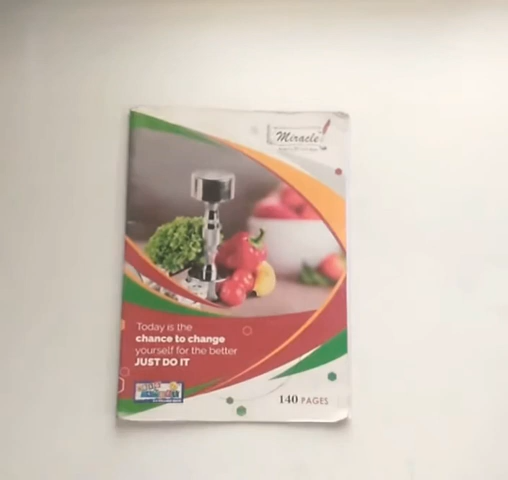 Miracle
Today is the
chance to change
yourself for the better
JUST DO IT
140 PAGES